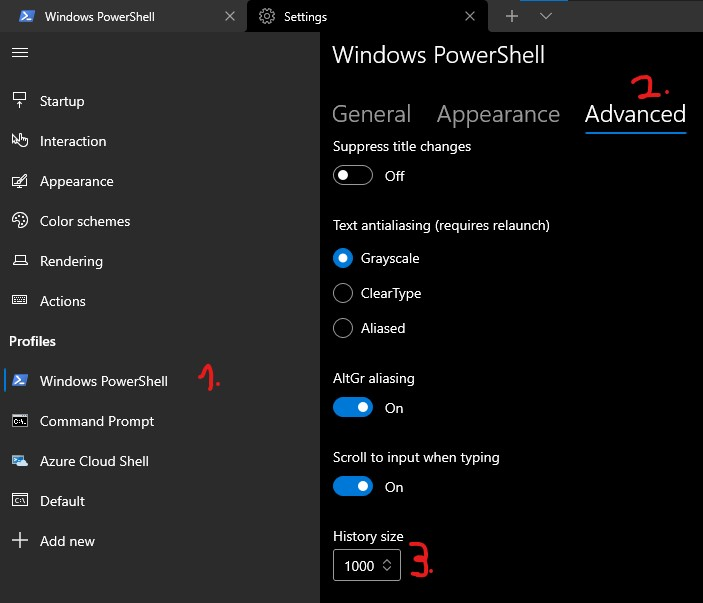 Windows PowerShell
Settings
Startup
Interaction
Appearance
Color schemes
Rendering
Actions
Profiles
Windows PowerShell 1.
Command Prompt
Azure Cloud Shell
Default
Add new
Windows PowerShell
2.
General Appearance Advanced
Suppress title changes
Off
Text antialiasing (requires relaunch)
Grayscale
ClearType
Aliased
AltGr aliasing
On
Scroll to input when typing
On
History size
1000 3.